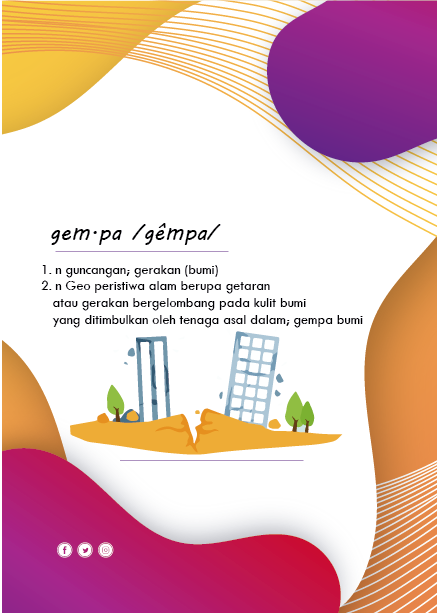 gem·pa /gêmpa/
1. n guncangan; gerakan (bumi)
2. n Geo peristiwa alam berupa getaran
atau gerakan bergelombang pada kulit bumi
yang ditimbulkan oleh tenaga asal dalam; gempa bumi